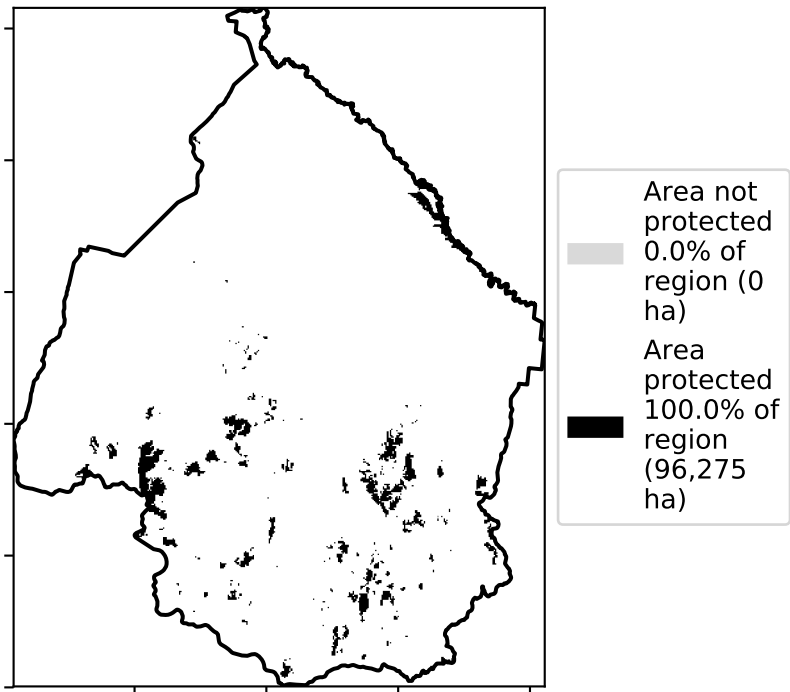 Area not
protected
0.0% of
region (0
ha)
Area
protected
100.0% of
region
(96,275
ha)